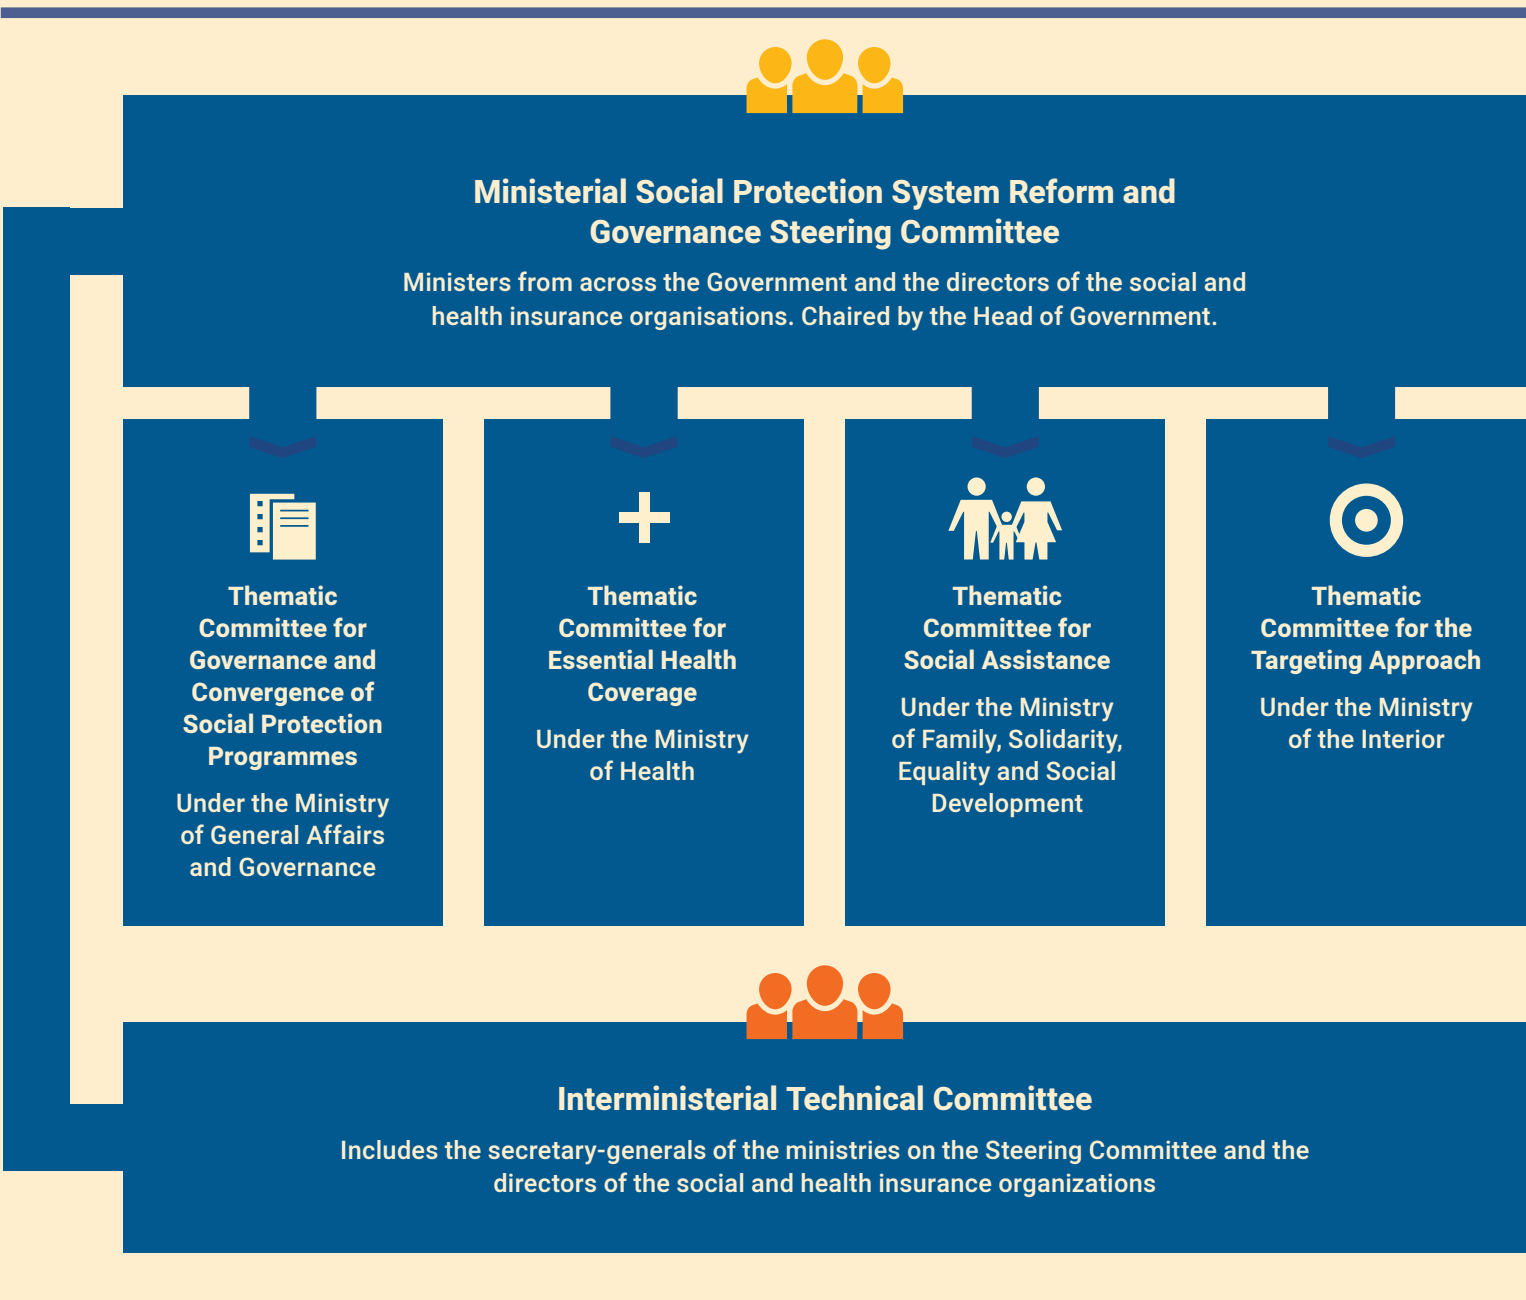 Ministerial Social Protection System Reform and
Governance Steering Committee
Ministers from across the Government and the directors of the social and
health insurance organisations. Chaired by the Head of Government.
Thematic
Committee for
Governance and
Convergence of
Social Protection
Programmes
Under the Ministry
of General Affairs
and Governance
Thematic
Committee for
Essential Health
Coverage
Under the Ministry
of Health
Thematic
Committee for
Social Assistance
Under the Ministry
of Family, Solidarity,
Equality and Social
Development
Thematic
Committee for the
Targeting Approach
Under the Ministry
of the Interior
Interministerial Technical Committee
Includes the secretary-generals of the ministries on the Steering Committee and the
directors of the social and health insurance organizations